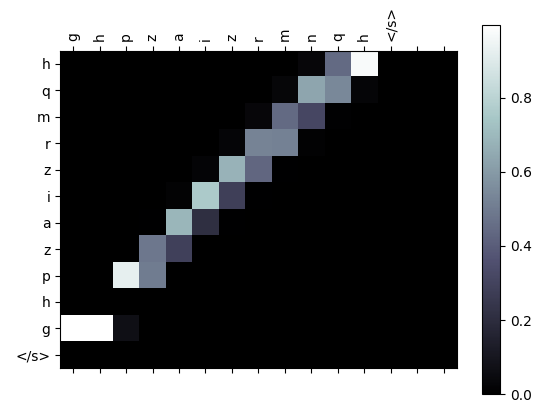 g h p z a i z r m n q h </s>
h
q
m
r
z
i
a
z
p
h
g
</s>
0.8
0.6
0.4
0.2
0.0